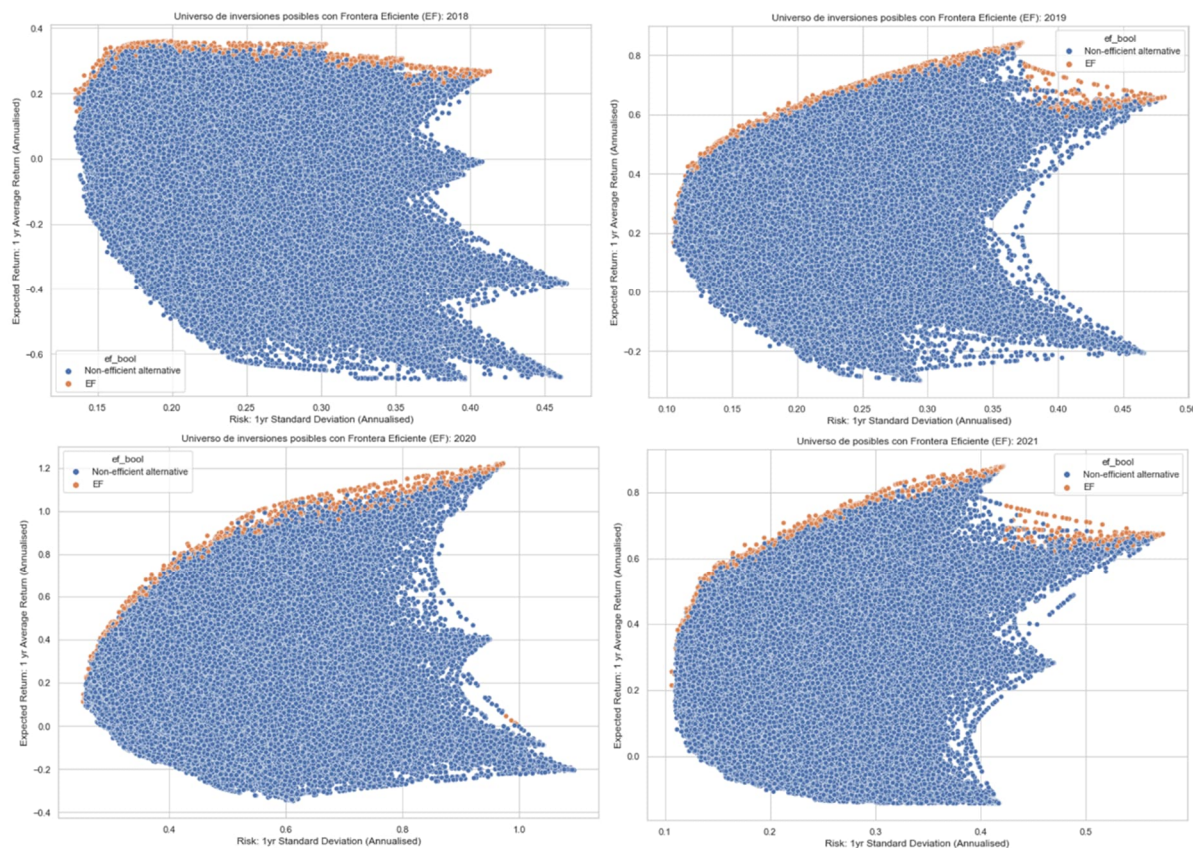 Universo de inversiones posibles con Frontera Eficiente (EF): 2018
Expected Return: 1 yr Average Return (Annualised)
0.4
0.2
0.0
−0.2
−0.4
−0.6
ef_bool
Non-efficient alternative
EF
0.15
0.20
0.25
0.30
0.35
0.40
0.45
Risk: 1yr Standard Deviation (Annualised)
Universo de inversiones posibles con Frontera Eficiente (EF): 2019
Expected Return: 1 yr Average Return (Annualised)
0.8
0.6
0.4
0.2
0.0
−0.2
ef_bool
Non-efficient alternative
EF
0.10
0.15
0.20
0.25
0.30
0.35
0.40
0.45
0.50
Risk: 1yr Standard Deviation (Annualised)
Universo de inversiones posibles con Frontera Eficiente (EF): 2020
Expected Return: 1 yr Average Return (Annualised)
1.2
1.0
0.8
0.6
0.4
0.2
0.0
−0.2
−0.4
ef_bool
Non-efficient alternative
EF
0.4
0.6
0.8
1.0
Risk: 1yr Standard Deviation (Annualised)
Universo de posibles con Frontera Eficiente (EF): 2021
Expected Return: 1 yr Average Return (Annualised)
0.8
0.6
0.4
0.2
0.0
ef_bool
Non-efficient alternative
EF
0.1
0.2
0.3
0.4
0.5
Risk: 1yr Standard Deviation (Annualised)